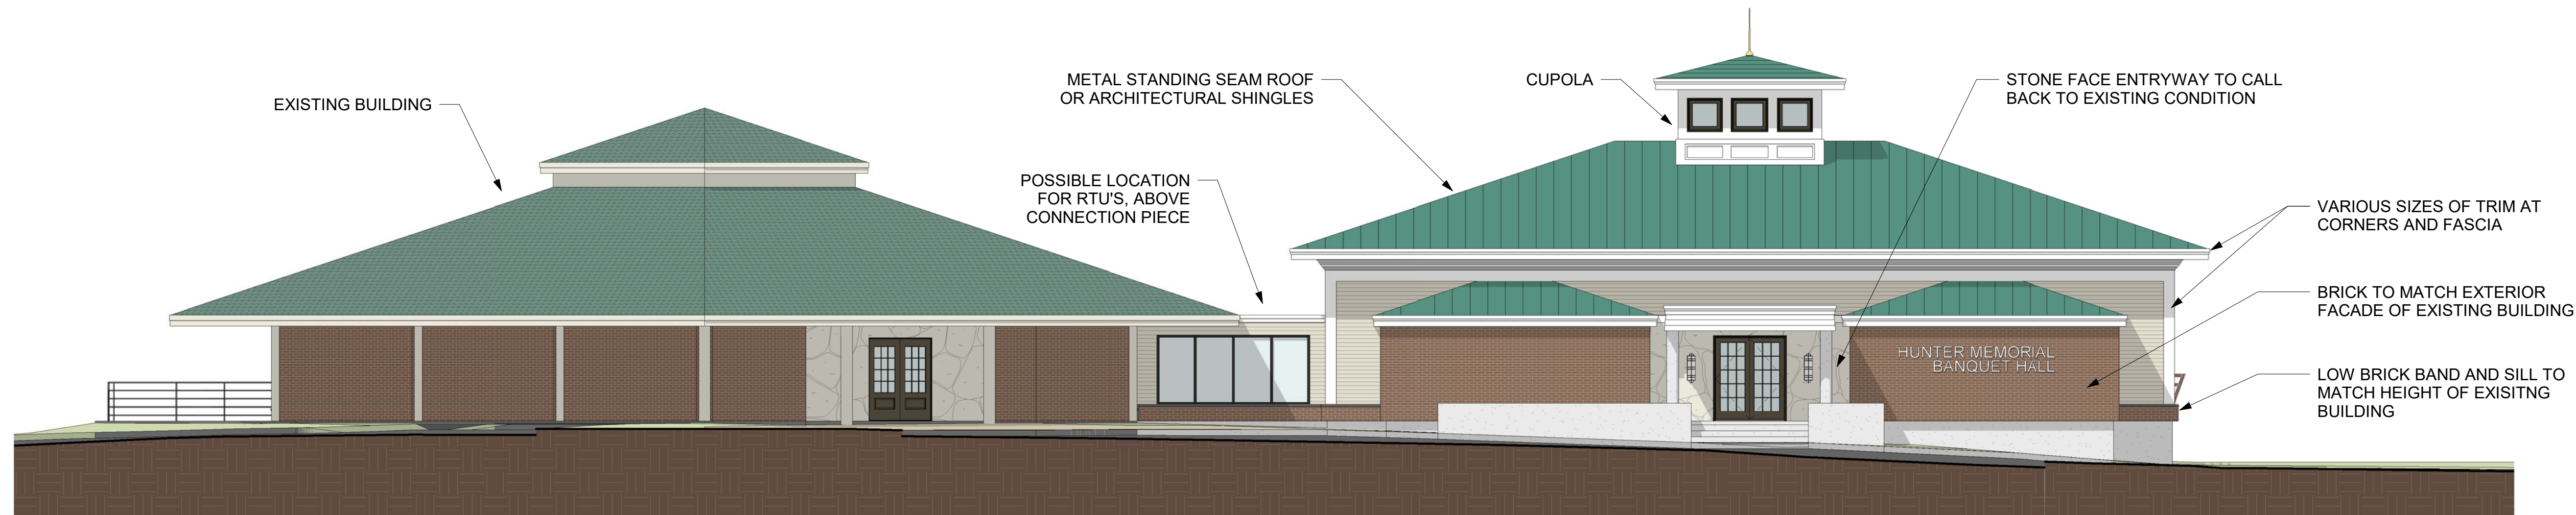 EXISTING BUILDING
METAL STANDING SEAM ROOF
OR ARCHITECTURAL SHINGLES
POSSIBLE LOCATION
FOR RTU'S, ABOVE
CONNECTION PIECE
CUPOLA
STONE FACE ENTRYWAY TO CALL
BACK TO EXISTING CONDITION
VARIOUS SIZES OF TRIM AT
CORNERS AND FASCIA
BRICK TO MATCH EXTERIOR
FACADE OF EXISTING BUILDING
HUNTER MEMORIAL
BANQUET HALL
LOW BRICK BAND AND SILL TO
MATCH HEIGHT OF EXISITNG
BUILDING